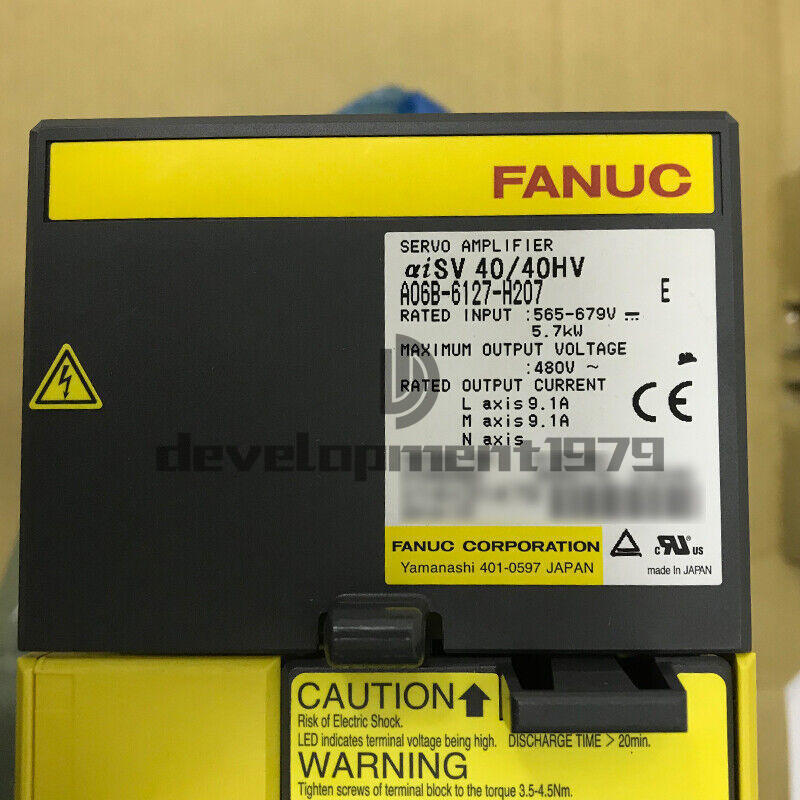 FANUC
SERVO AMPLIFIER
αiSV 40/40HV
A06B-6127-H207 E
RATED INPUT :565-679V ⎓
5.7kW
MAXIMUM OUTPUT VOLTAGE
:480V ~
RATED OUTPUT CURRENT
L axis 9.1A
M axis 9.1A
N axis
CE
development1979
FANUC CORPORATION
Yamanashi 401-0597 JAPAN
c RU US
made In JAPAN
CAUTION
Risk of Electric Shock.
LED indicates terminal voltage being high. DISCHARGE TIME > 20min.
WARNING
Tighten screws of terminal block to the torque 3.5-4.5Nm.